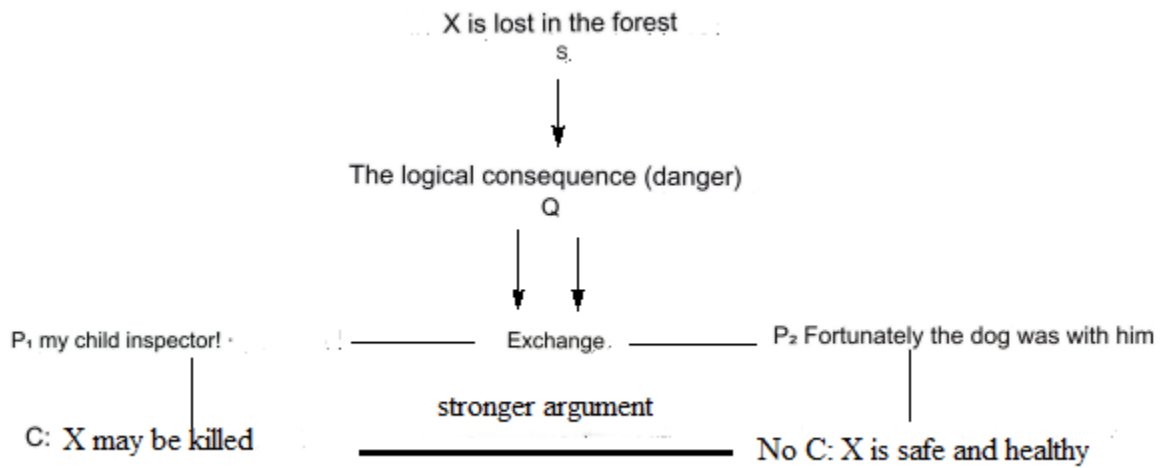 X is lost in the forest
S.
The logical consequence (danger)
Q
P₁ my child inspector!
Exchange.
P₂ Fortunately the dog was with him
stronger argument
C: X may be killed
No C: X is safe and healthy